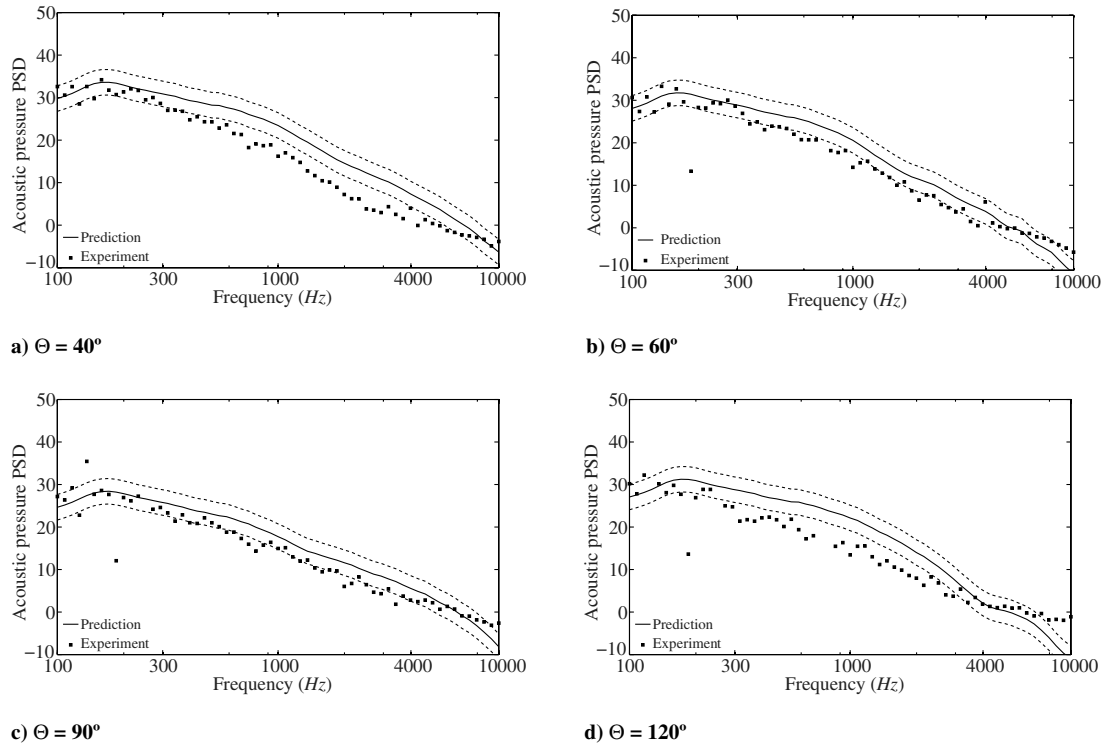 50
40
30
20
10
0
−10
Acoustic pressure PSD
Prediction
Experiment
100 300 1000 4000 10000
Frequency (Hz)
a) Θ = 40º
50
40
30
20
10
0
−10
Acoustic pressure PSD
Prediction
Experiment
100 300 1000 4000 10000
Frequency (Hz)
b) Θ = 60º
50
40
30
20
10
0
−10
Acoustic pressure PSD
Prediction
Experiment
100 300 1000 4000 10000
Frequency (Hz)
c) Θ = 90º
50
40
30
20
10
0
−10
Acoustic pressure PSD
Prediction
Experiment
100 300 1000 4000 10000
Frequency (Hz)
d) Θ = 120º